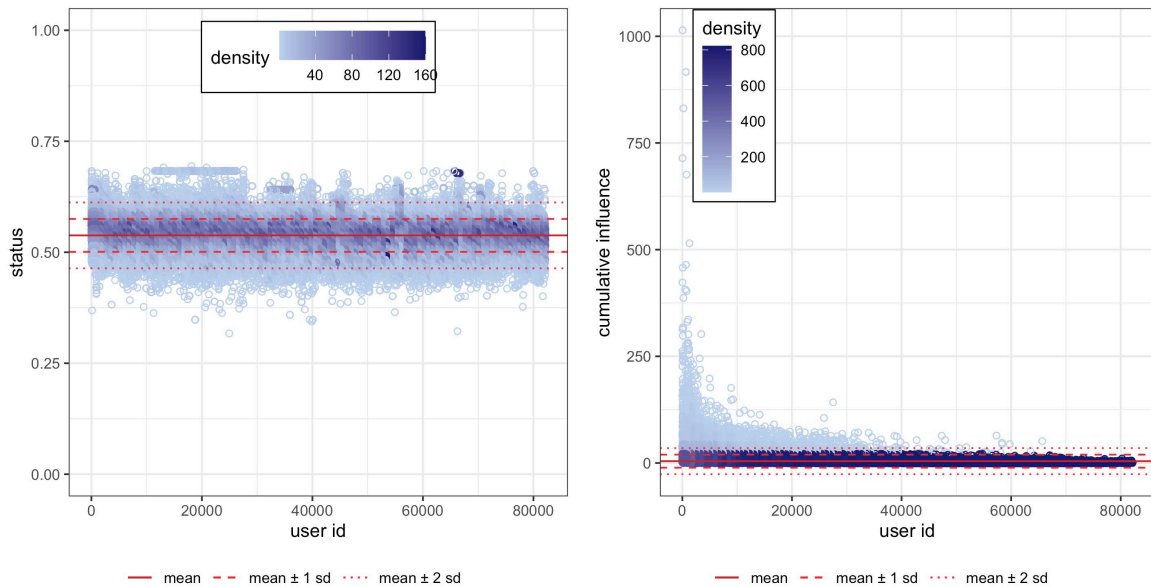 1.00
0.75
0.50
0.25
0.00
status
density
40 80 120 160
0 20000 40000 60000 80000
user id
mean mean ± 1 sd mean ± 2 sd
1000
750
500
250
0
cumulative influence
density
800
600
400
200
0 20000 40000 60000 80000
user id
mean mean ± 1 sd mean ± 2 sd